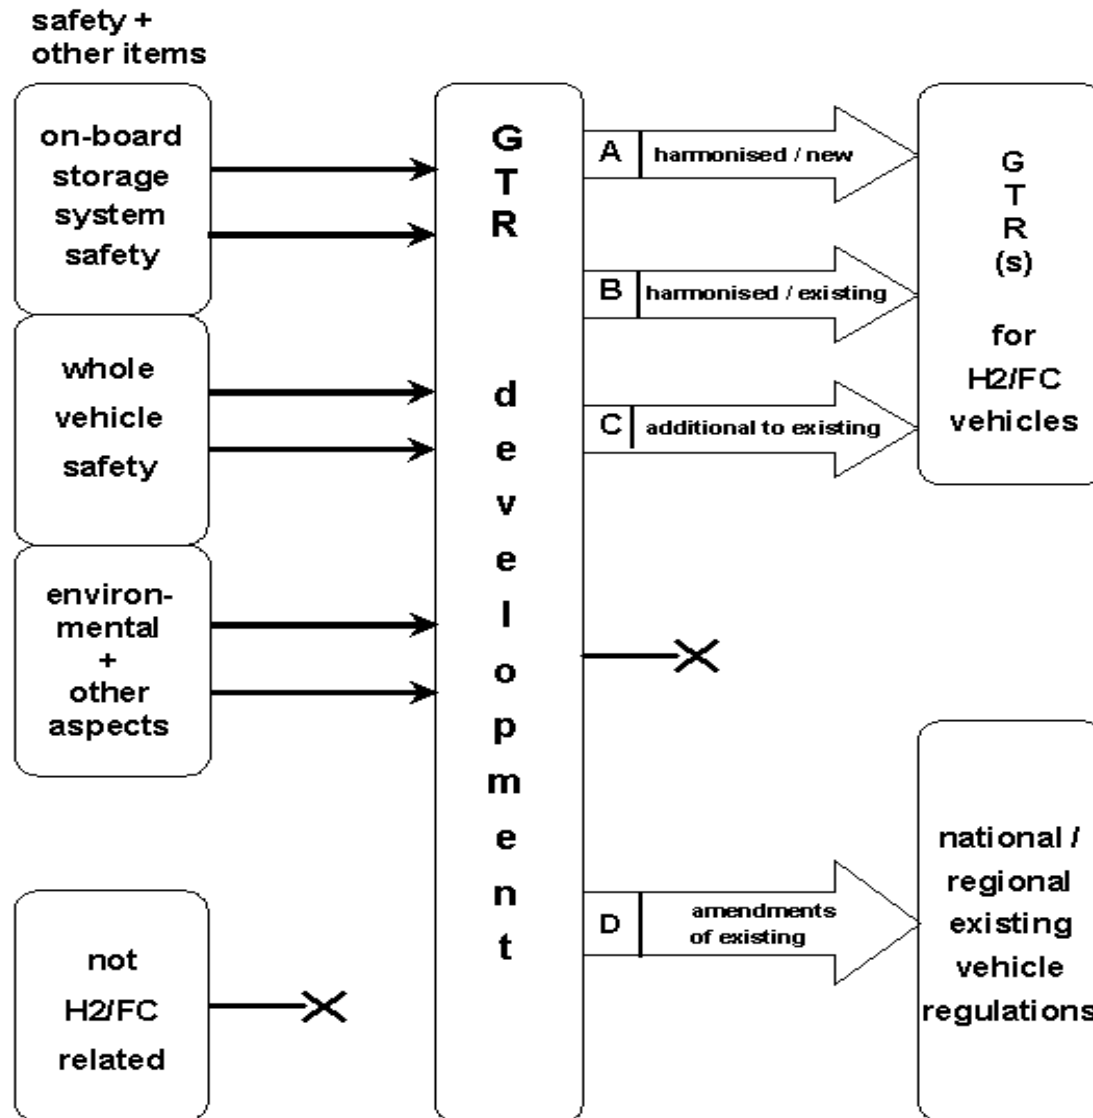 safety +
other items
on-board
storage
system
safety
whole
vehicle
safety
environ-
mental
+
other
aspects
not
H2/FC
related
GTR development
A harmonised / new
B harmonised / existing
C additional to existing
D amendments
of existing
G
T
R
(s)
for
H2/FC
vehicles
national /
regional
existing
vehicle
regulations